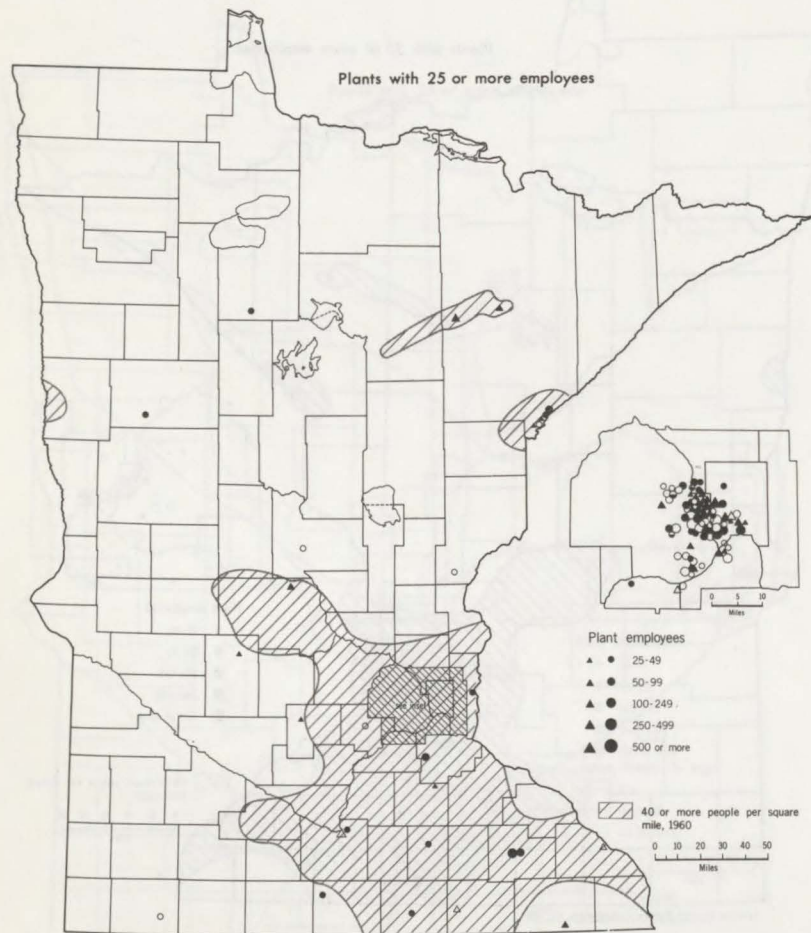 Plants with 25 or more employees
see inset
0 5 10
Miles
Plant employees
25-49
50-99
100-249
250-499
500 or more
40 or more people per square
mile, 1960
0 10 20 30 40 50
Miles